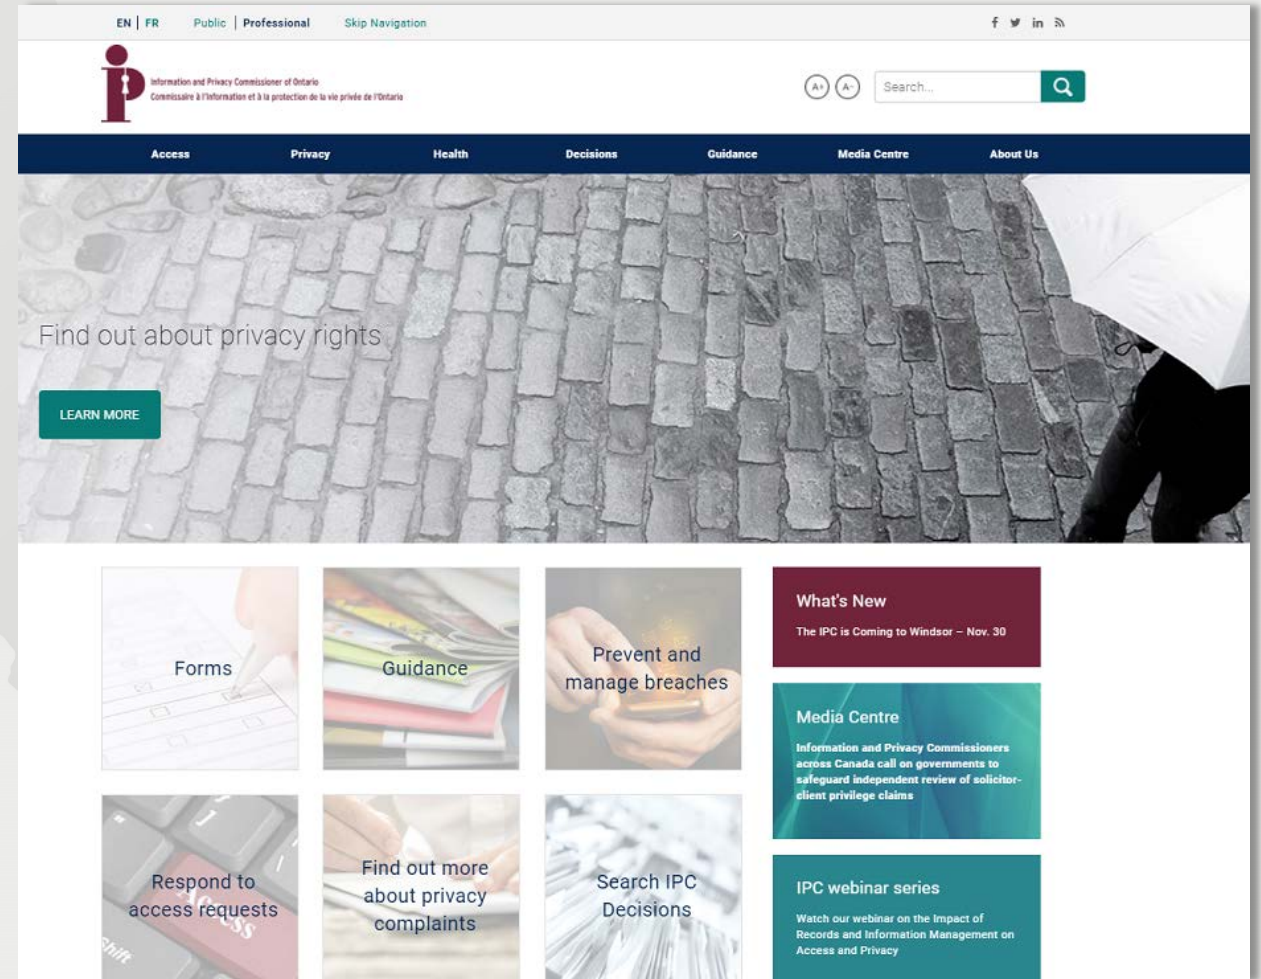 EN | FR Public | Professional Skip Navigation
Information and Privacy Commissioner of Ontario
Commissaire à l'Information et à la protection de la vie privée de l'Ontario
A+ A- Search...
Access Privacy Health Decisions Guidance Media Centre About Us
Find out about privacy rights
LEARN MORE
Forms
Guidance
Prevent and
manage breaches
Respond to
access requests
Access
Shift
Find out more
about privacy
complaints
Search IPC
Decisions
What's New
The IPC is Coming to Windsor – Nov. 30
Media Centre
Information and Privacy Commissioners
across Canada call on governments to
safeguard independent review of solicitor-
client privilege claims
IPC webinar series
Watch our webinar on the Impact of
Records and Information Management on
Access and Privacy